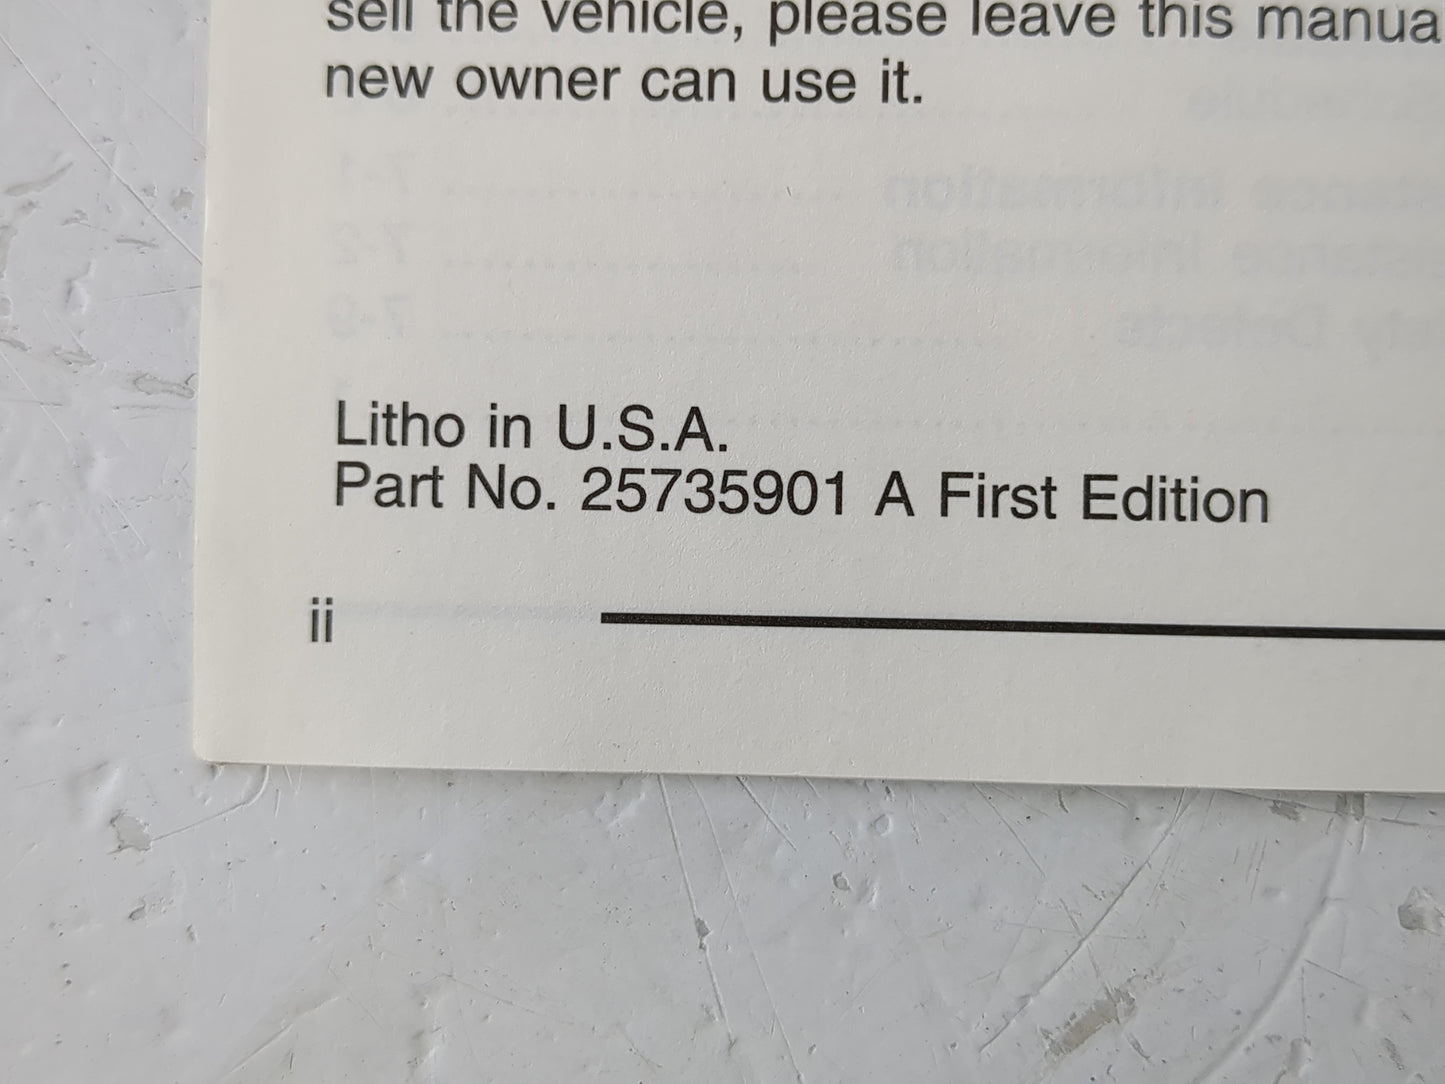 sell the vehicle, please leave this manua
new owner can use it.
Litho in U.S.A.
Part No. 25735901 A First Edition
ii